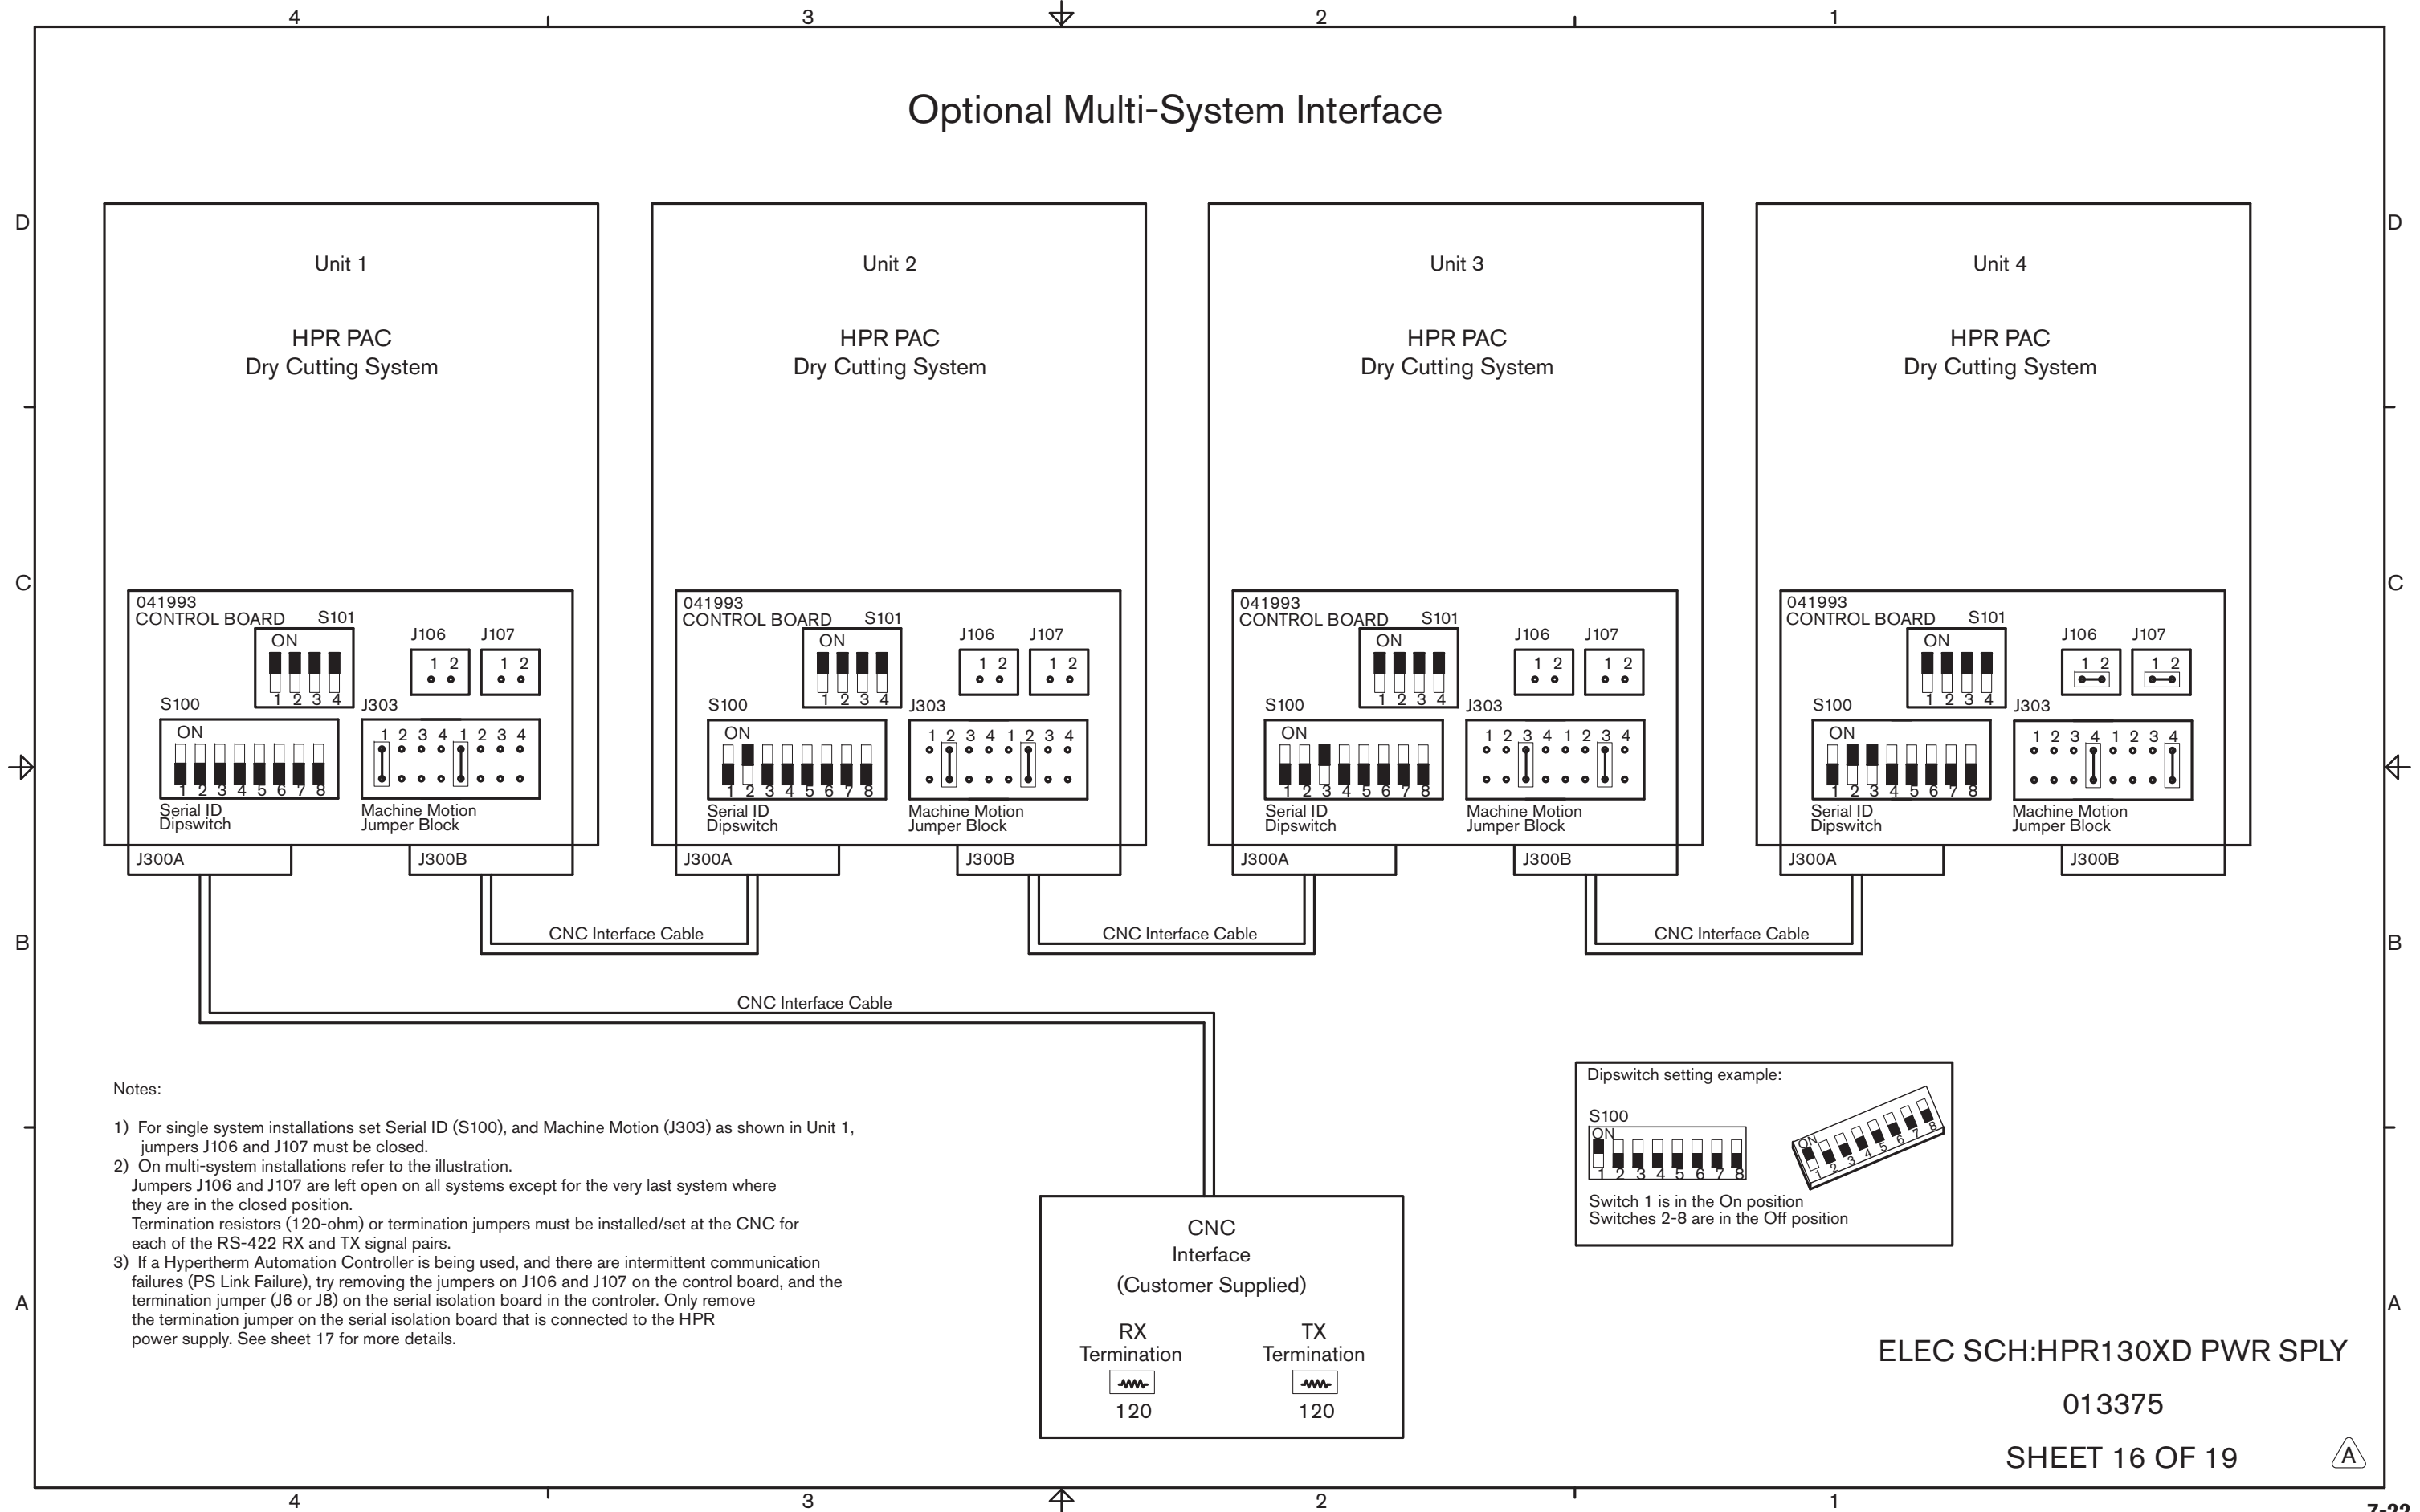 4 3 2 1
Optional Multi-System Interface
D D
Unit 1
HPR PAC
Dry Cutting System
Unit 2
HPR PAC
Dry Cutting System
Unit 3
HPR PAC
Dry Cutting System
Unit 4
HPR PAC
Dry Cutting System
C C
041993
CONTROL BOARD S101
ON
1 2 3 4
J106 J107
1 2 1 2
S100
ON
1 2 3 4 5 6 7 8
Serial ID
Dipswitch
J303
1 2 3 4 1 2 3 4
Machine Motion
Jumper Block
J300A J300B
041993
CONTROL BOARD S101
ON
1 2 3 4
J106 J107
1 2 1 2
S100
ON
1 2 3 4 5 6 7 8
Serial ID
Dipswitch
J303
1 2 3 4 1 2 3 4
Machine Motion
Jumper Block
J300A J300B
041993
CONTROL BOARD S101
ON
1 2 3 4
J106 J107
1 2 1 2
S100
ON
1 2 3 4 5 6 7 8
Serial ID
Dipswitch
J303
1 2 3 4 1 2 3 4
Machine Motion
Jumper Block
J300A J300B
041993
CONTROL BOARD S101
ON
1 2 3 4
J106 J107
1 2 1 2
S100
ON
1 2 3 4 5 6 7 8
Serial ID
Dipswitch
J303
1 2 3 4 1 2 3 4
Machine Motion
Jumper Block
J300A J300B
B B
CNC Interface Cable CNC Interface Cable CNC Interface Cable
CNC Interface Cable
Notes:
1) For single system installations set Serial ID (S100), and Machine Motion (J303) as shown in Unit 1,
jumpers J106 and J107 must be closed.
2) On multi-system installations refer to the illustration.
Jumpers J106 and J107 are left open on all systems except for the very last system where
they are in the closed position.
Termination resistors (120-ohm) or termination jumpers must be installed/set at the CNC for
each of the RS-422 RX and TX signal pairs.
3) If a Hypertherm Automation Controller is being used, and there are intermittent communication
failures (PS Link Failure), try removing the jumpers on J106 and J107 on the control board, and the
termination jumper (J6 or J8) on the serial isolation board in the controler. Only remove
the termination jumper on the serial isolation board that is connected to the HPR
power supply. See sheet 17 for more details.
Dipswitch setting example:
S100
ON
1 2 3 4 5 6 7 8
ON
1 2 3 4 5 6 7 8
Switch 1 is in the On position
Switches 2-8 are in the Off position
CNC
Interface
(Customer Supplied)
RX TX
Termination Termination
120 120
A A
ELEC SCH:HPR130XD PWR SPLY
013375
SHEET 16 OF 19
A
4 3 2 1
7-22